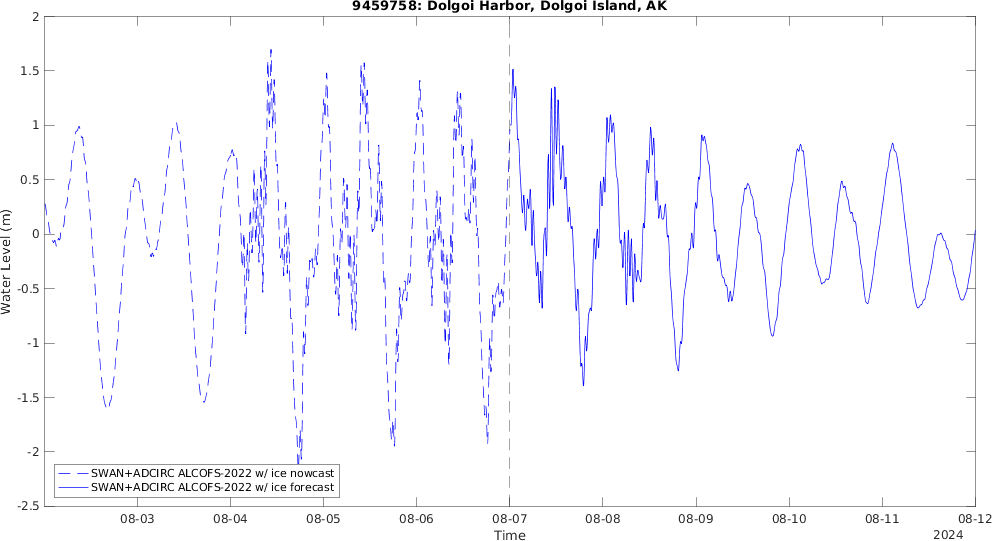 9459758: Dolgoi Harbor, Dolgoi Island, AK
2
1.5
1
0.5
0
-0.5
-1
-1.5
-2
-2.5
Water Level (m)
SWAN+ADCIRC ALCOFS-2022 w/ ice nowcast
SWAN+ADCIRC ALCOFS-2022 w/ ice forecast
08-03 08-04 08-05 08-06 08-07 08-08 08-09 08-10 08-11 08-12
Time
2024